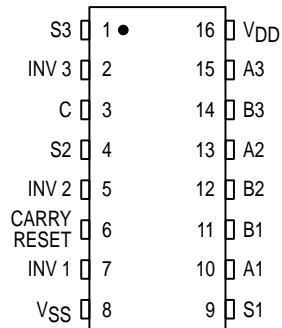 S3 1 16 VDD
INV 3 2 15 A3
C 3 14 B3
S2 4 13 A2
INV 2 5 12 B2
CARRY
RESET 6 11 B1
INV 1 7 10 A1
VSS 8 9 S1